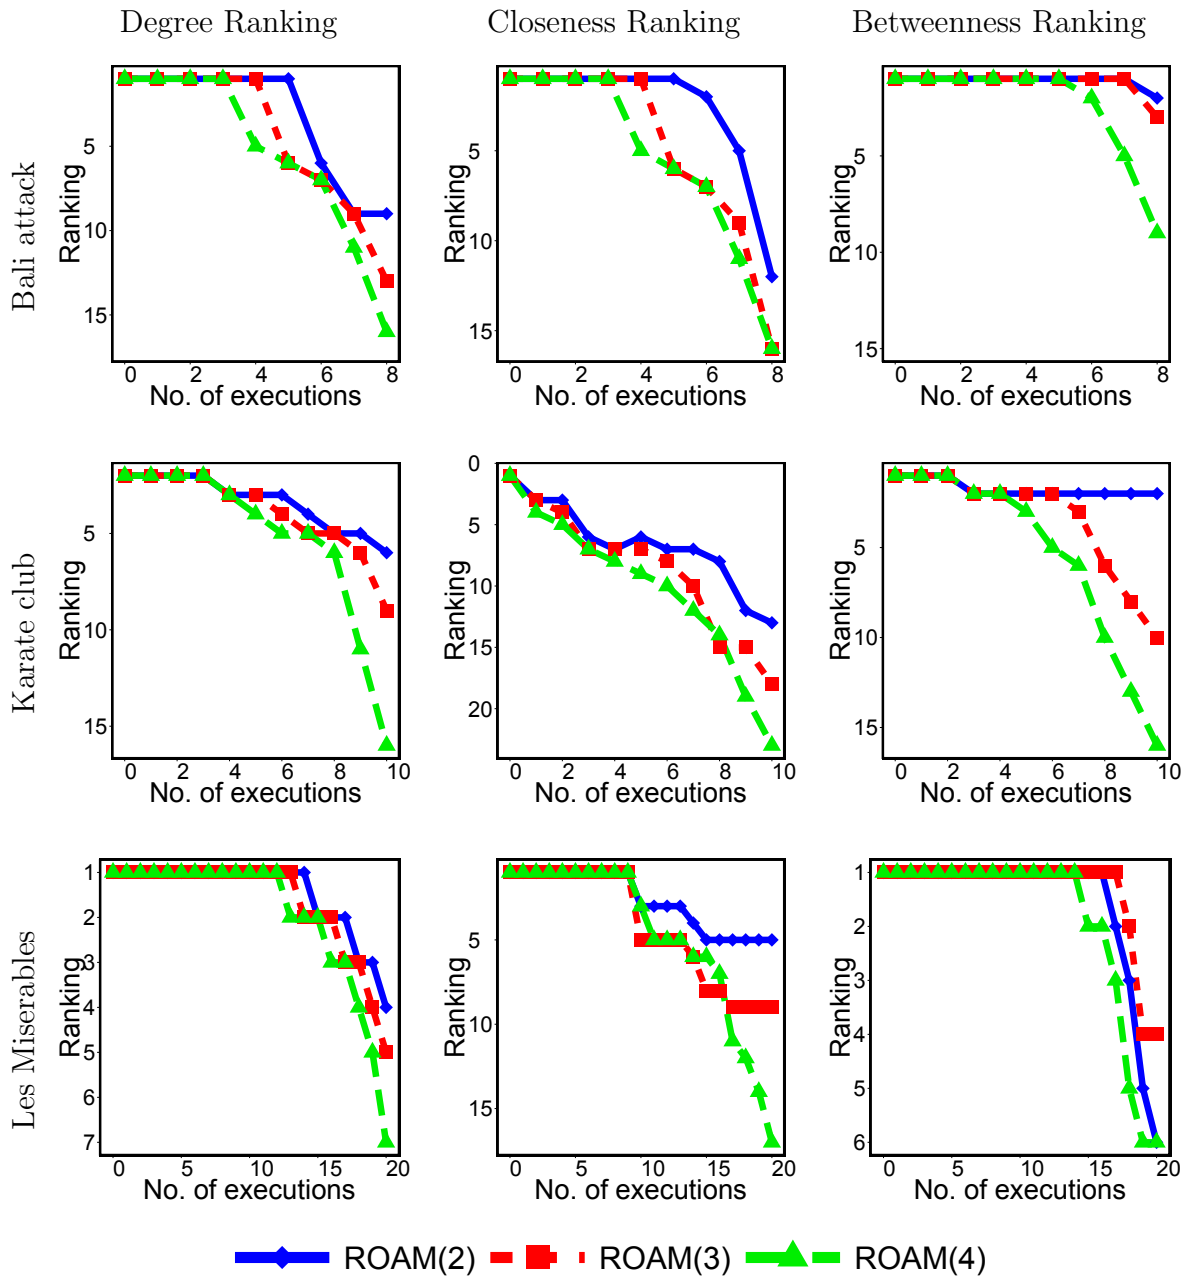 Degree Ranking Closeness Ranking Betweenness Ranking
Bali attack
Ranking
5
10
15
0 2 4 6 8
No. of executions
Ranking
5
10
15
0 2 4 6 8
No. of executions
Ranking
5
10
15
0 2 4 6 8
No. of executions
Karate club
Ranking
5
10
15
0 2 4 6 8 10
No. of executions
Ranking
0
5
10
15
20
0 2 4 6 8 10
No. of executions
Ranking
5
10
15
0 2 4 6 8 10
No. of executions
Les Miserables
Ranking
1
2
3
4
5
6
7
0 5 10 15 20
No. of executions
Ranking
5
10
15
0 5 10 15 20
No. of executions
Ranking
1
2
3
4
5
6
0 5 10 15 20
No. of executions
ROAM(2) ROAM(3) ROAM(4)